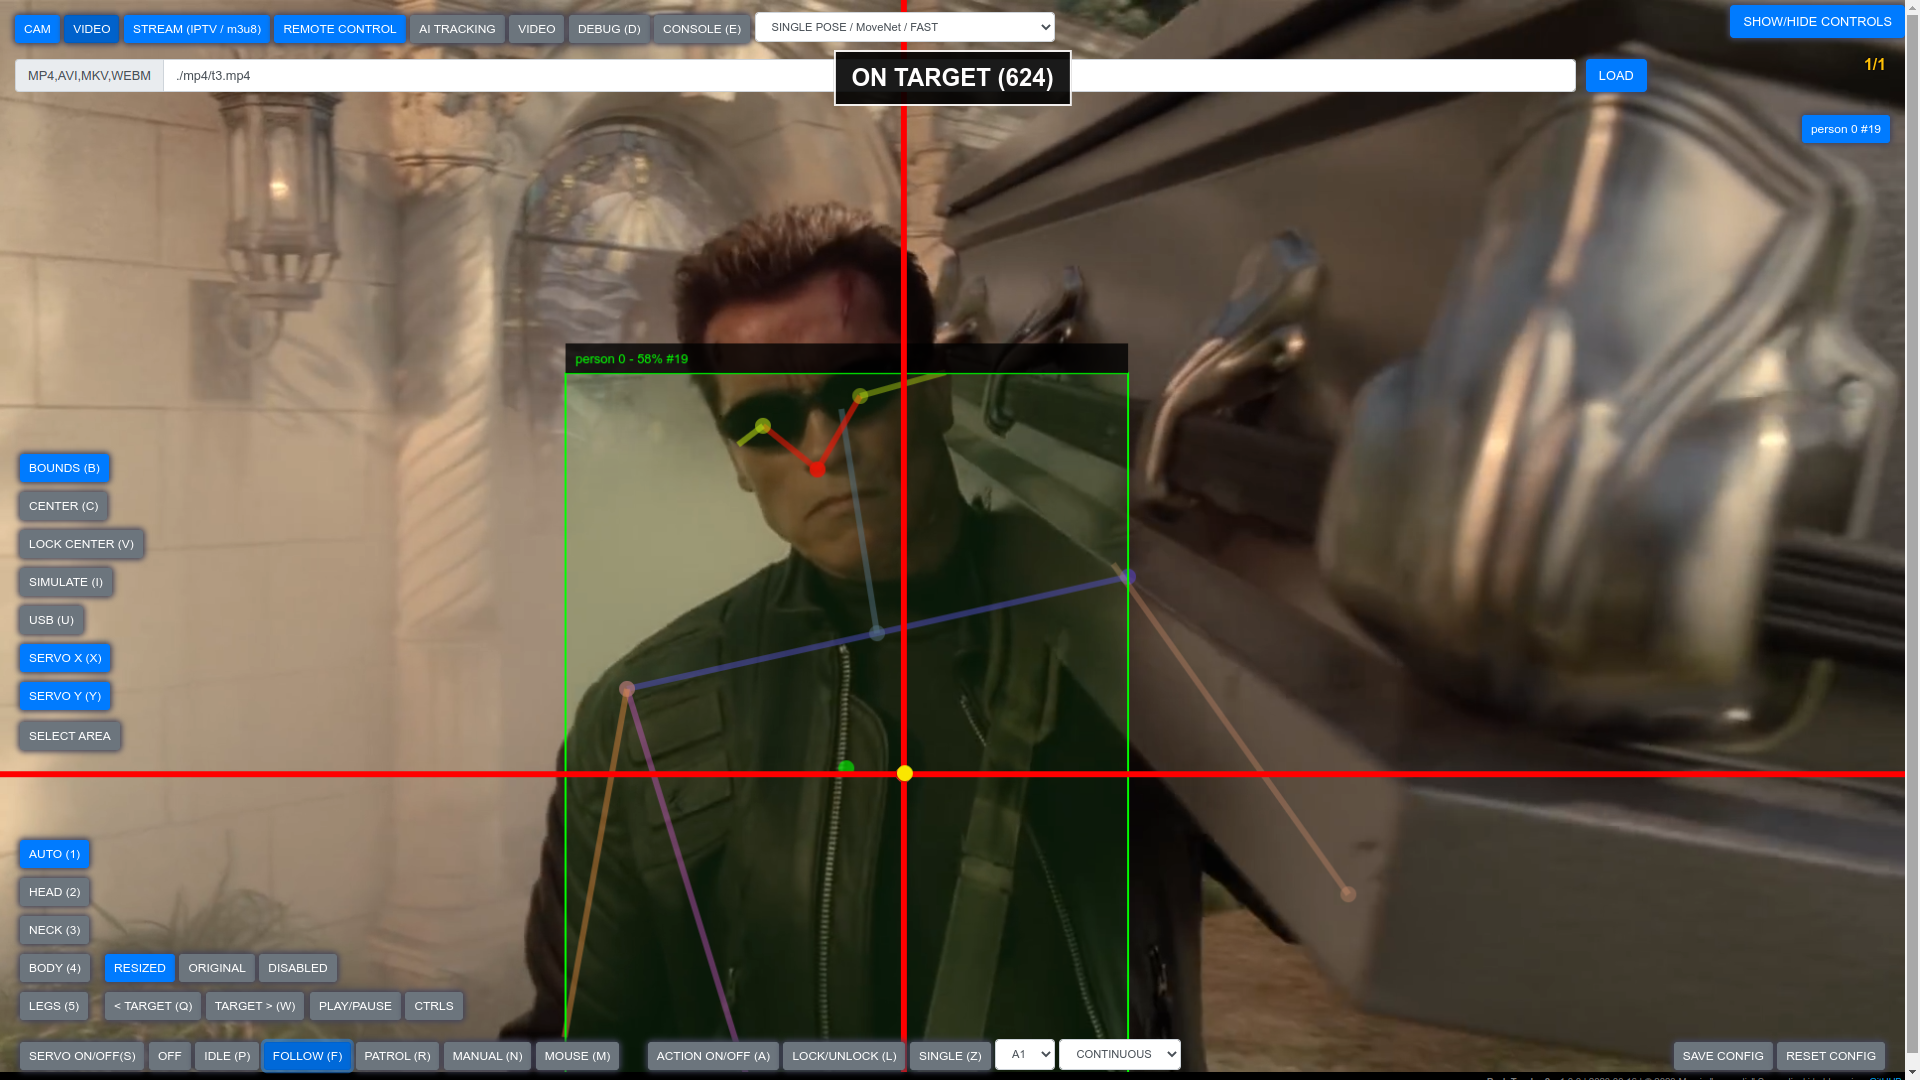 CAM VIDEO STREAM (IPTV / m3u8) REMOTE CONTROL AI TRACKING VIDEO DEBUG (D) CONSOLE (E) SINGLE POSE / MoveNet / FAST SHOW/HIDE CONTROLS
MP4,AVI,MKV,WEBM ./mp4/t3.mp4 ON TARGET (624) LOAD 1/1
person 0 #19
person 0 - 58% #19
BOUNDS (B)
CENTER (C)
LOCK CENTER (V)
SIMULATE (I)
USB (U)
SERVO X (X)
SERVO Y (Y)
SELECT AREA
AUTO (1)
HEAD (2)
NECK (3)
BODY (4) RESIZED ORIGINAL DISABLED
LEGS (5) < TARGET (Q) TARGET > (W) PLAY/PAUSE CTRLS
SERVO ON/OFF(S) OFF IDLE (P) FOLLOW (F) PATROL (R) MANUAL (N) MOUSE (M) ACTION ON/OFF (A) LOCK/UNLOCK (L) SINGLE (Z) A1 CONTINUOUS SAVE CONFIG RESET CONFIG